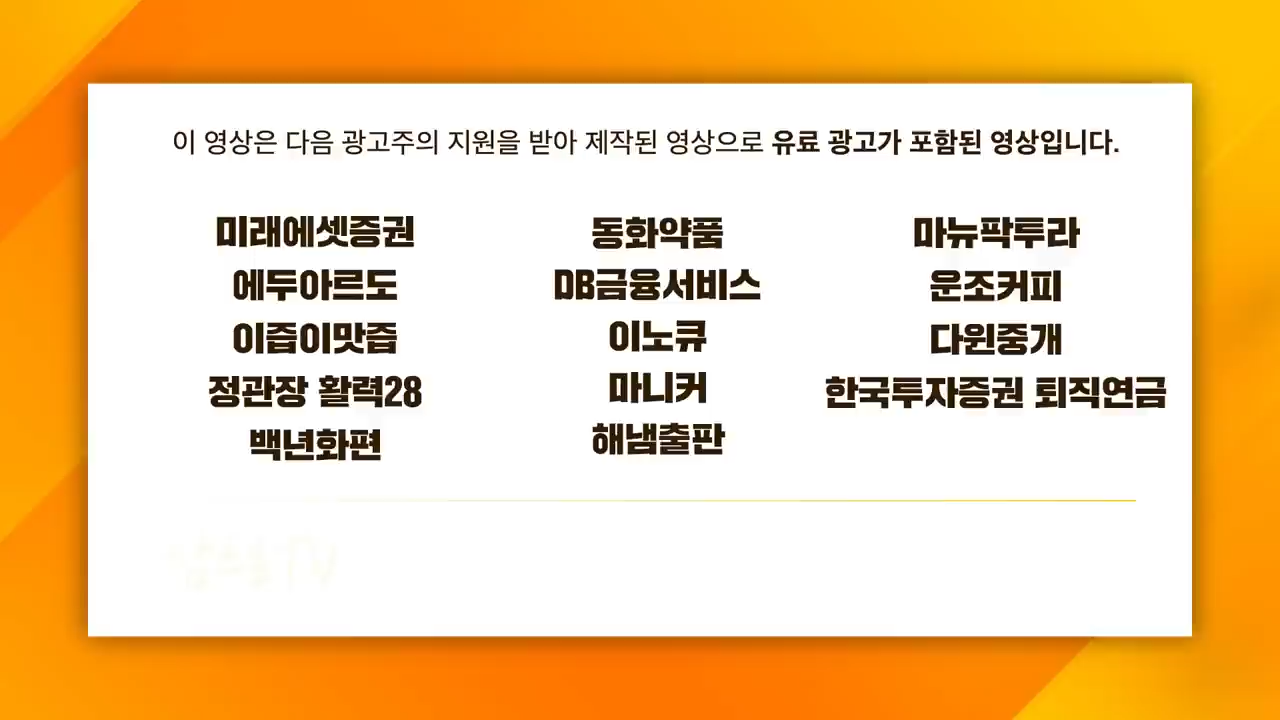 이 영상은 다음 광고주의 지원을 받아 제작된 영상으로 유료 광고가 포함된 영상입니다.
미래에셋증권
에두아르도
이즙이맛즙
정관장 활력28
백년화편
동화약품
DB금융서비스
이노큐
마니커
해냄출판
마뉴팍투라
운조커피
다원중개
한국투자증권 퇴직연금